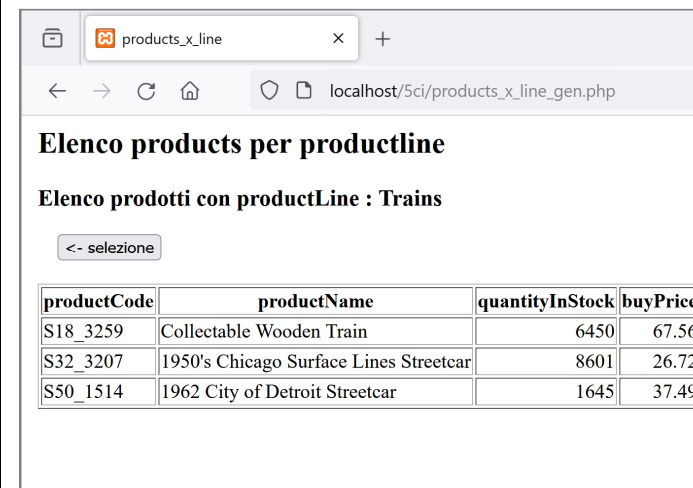 products_x_line
localhost/5ci/products_x_line_gen.php
Elenco products per productline
Elenco prodotti con productLine : Trains
<- selezione
productCode productName quantityInStock buyPrice
S18_3259 Collectable Wooden Train 6450 67.56
S32_3207 1950's Chicago Surface Lines Streetcar 8601 26.72
S50_1514 1962 City of Detroit Streetcar 1645 37.49